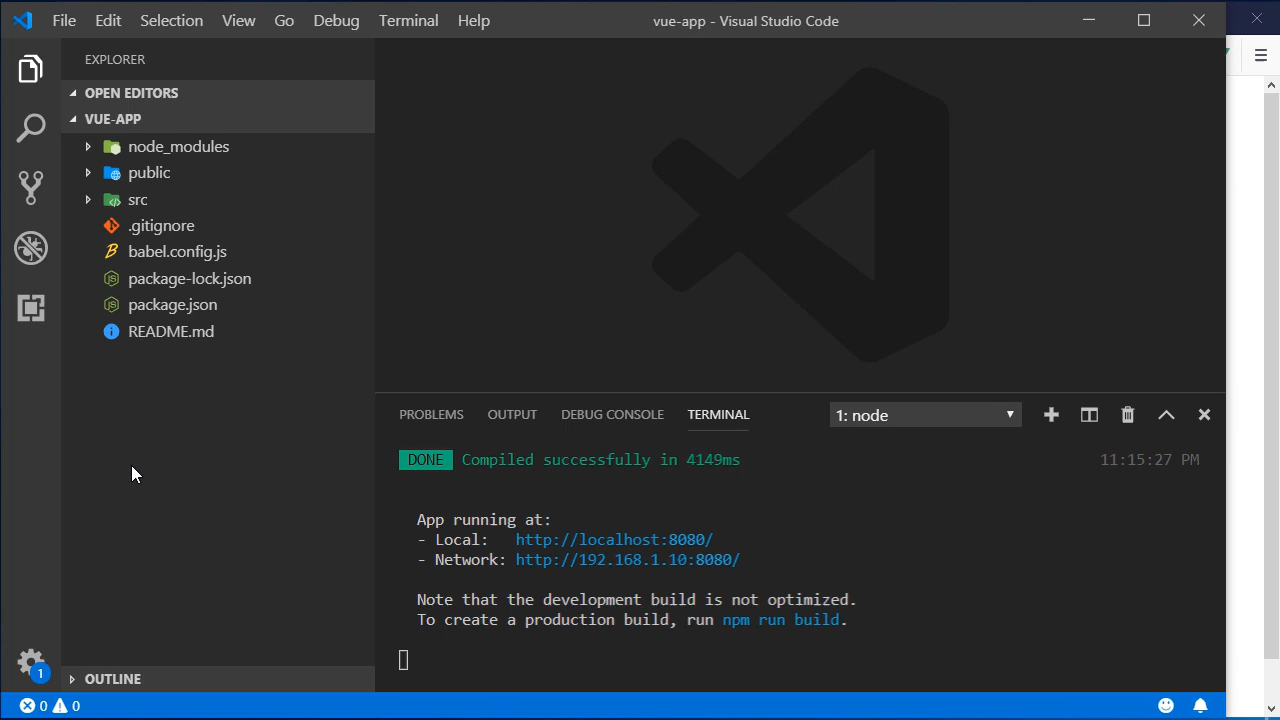 File Edit Selection View Go Debug Terminal Help
vue-app - Visual Studio Code
EXPLORER
OPEN EDITORS
VUE-APP
node_modules
public
src
.gitignore
babel.config.js
package-lock.json
package.json
README.md
OUTLINE
PROBLEMS OUTPUT DEBUG CONSOLE TERMINAL 1: node
DONE Compiled successfully in 4149ms 11:15:27 PM
App running at:
- Local: http://localhost:8080/
- Network: http://192.168.1.10:8080/
Note that the development build is not optimized.
To create a production build, run npm run build.
1
0 0